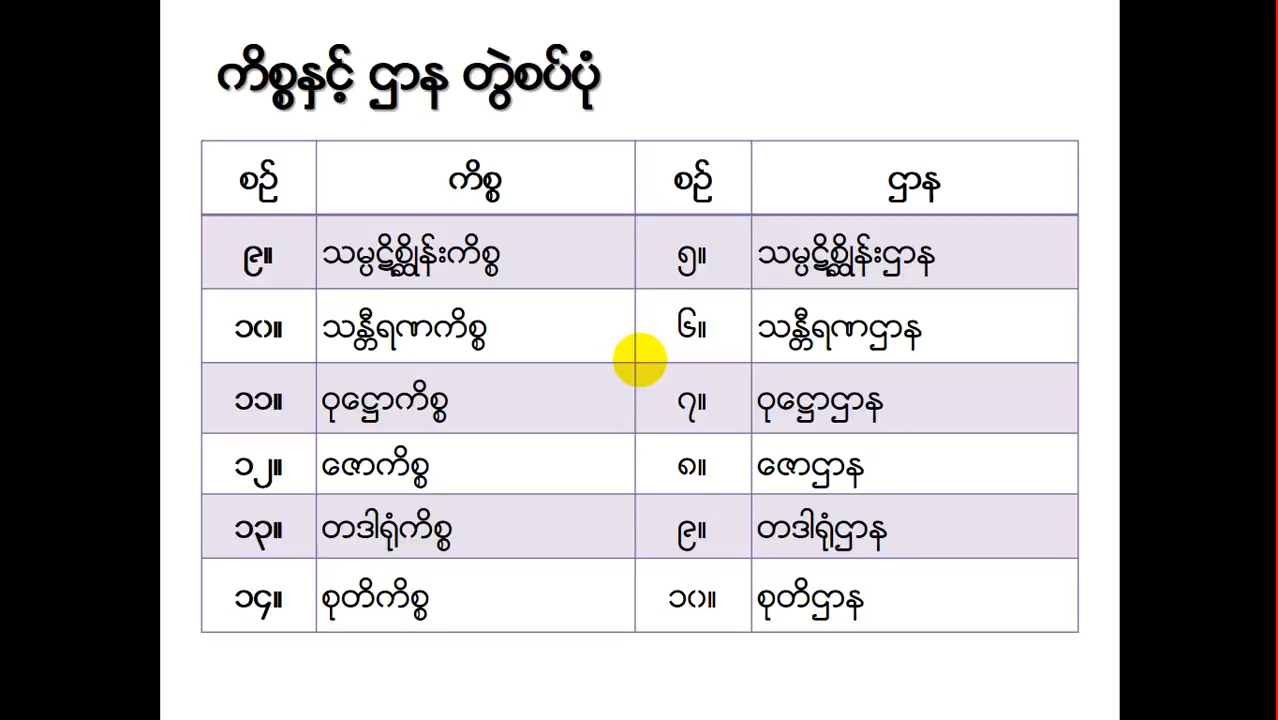 ကိစ္စနှင့် ဌာန တွဲစပ်ပုံ
စဉ် ကိစ္စ စဉ် ဌာန
၉။ သမ္ပဋိစ္ဆိုန်းကိစ္စ ၅။ သမ္ပဋိစ္ဆိုန်းဌာန
၁၀။ သန္တီရဏကိစ္စ ၆။ သန္တီရဏဌာန
၁၁။ ဝုဋ္ဌောကိစ္စ ၇။ ဝုဋ္ဌောဌာန
၁၂။ ဇောကိစ္စ ၈။ ဇောဌာန
၁၃။ တဒါရုံကိစ္စ ၉။ တဒါရုံဌာန
၁၄။ စုတိကိစ္စ ၁၀။ စုတိဌာန